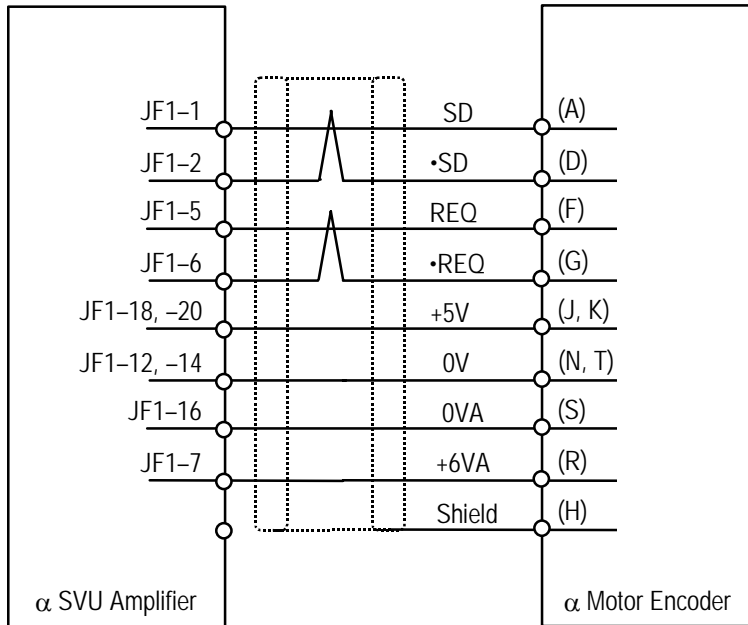 JF1–1 SD (A)
JF1–2 •SD (D)
JF1–5 REQ (F)
JF1–6 •REQ (G)
JF1–18, –20 +5V (J, K)
JF1–12, –14 0V (N, T)
JF1–16 0VA (S)
JF1–7 +6VA (R)
Shield (H)
α SVU Amplifier α Motor Encoder